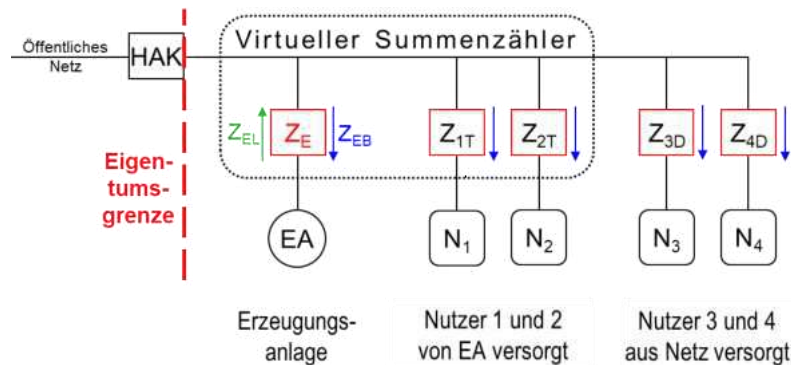 Öffentliches
Netz
HAK
Virtueller Summenzähler
Z_EL
Z_E
Z_EB
Z_1T
Z_2T
Z_3D
Z_4D
Eigen-
tums-
grenze
EA
N_1
N_2
N_3
N_4
Erzeugungs-
anlage
Nutzer 1 und 2
von EA versorgt
Nutzer 3 und 4
aus Netz versorgt